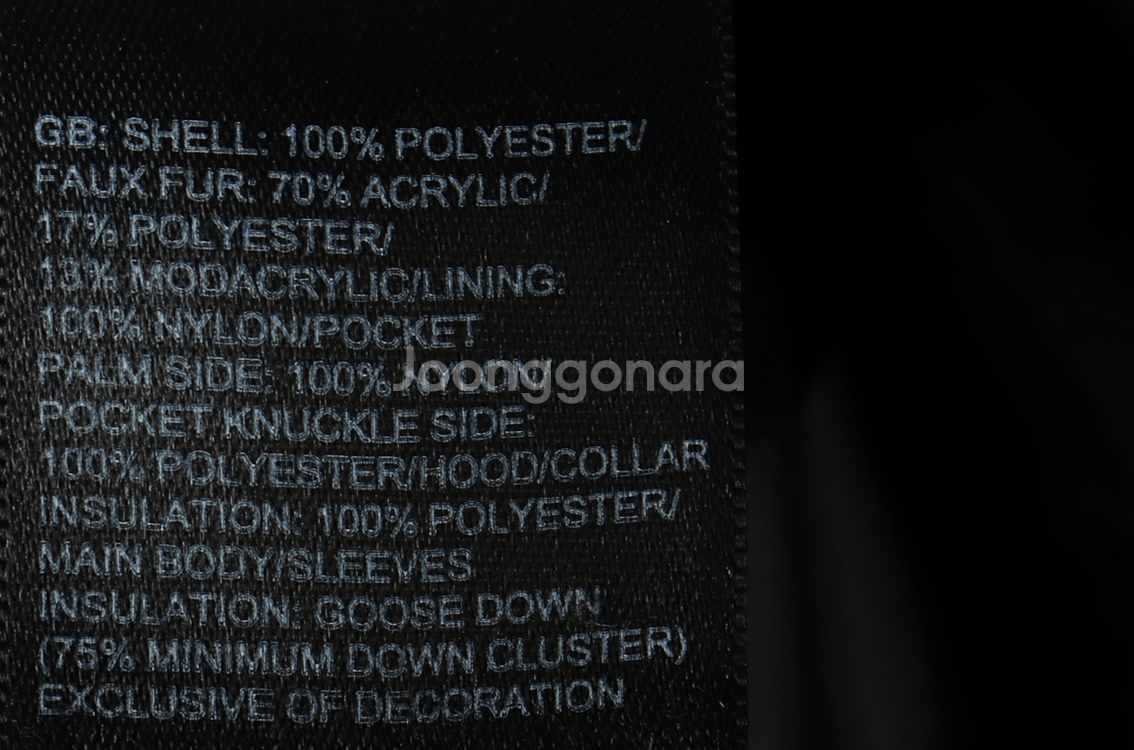 GB: SHELL: 100% POLYESTER/
FAUX FUR: 70% ACRYLIC/
17% POLYESTER/
13% MODACRYLIC/LINING:
100% NYLON/POCKET
PALM SIDE: 100% NYLON/
Joonggonara
POCKET KNUCKLE SIDE:
100% POLYESTER/HOOD/COLLAR
INSULATION: 100% POLYESTER/
MAIN BODY/SLEEVES
INSULATION: GOOSE DOWN
(75% MINIMUM DOWN CLUSTER)
EXCLUSIVE OF DECORATION